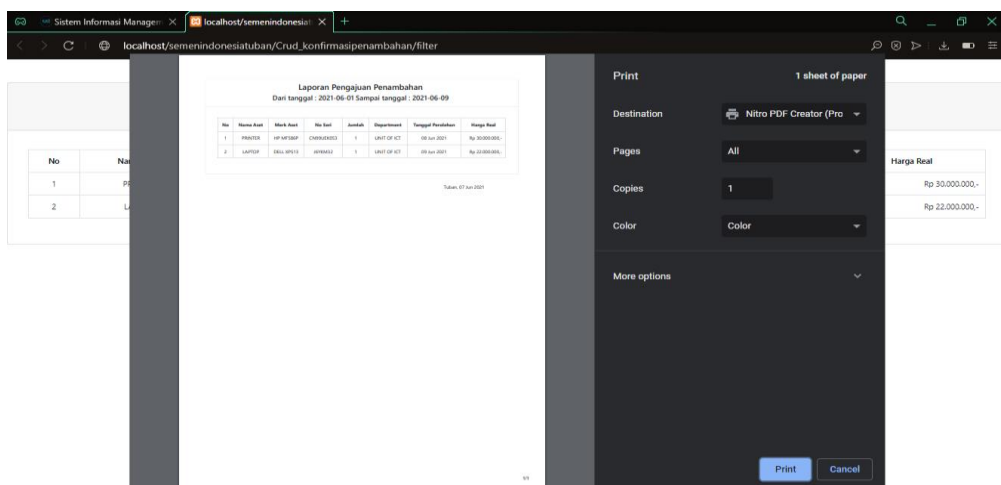 Sistem Informasi Managem
localhost/semenindonesiat
localhost/semenindonesiatuban/Crud_konfirmasipenambahan/filter
Laporan Pengajuan Penambahan
Dari tanggal : 2021-06-01 Sampai tanggal : 2021-06-09
No Nama Aset Merk Aset No Seri Jumlah Department Tanggal Perolehan Harga Real
1 PRINTER 1 UNIT OF ICT Jun 2021 Rp 30.000.000,-
2 LAPTOP 1 UNIT OF ICT 09 Jun 2021 Rp 22.000.000,-
Tuban, 07 Jun 2021
1/1
No Na Harga Real
1 PR Rp 30.000.000,-
2 L Rp 22.000.000,-
Print 1 sheet of paper
Destination Nitro PDF Creator (Pro
Pages All
Copies 1
Color Color
More options
Print Cancel